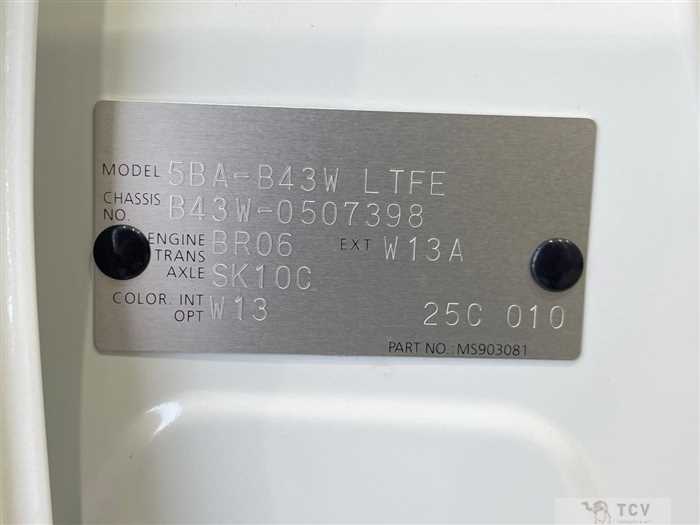 MODEL 5BA-B43W LTFE
CHASSIS NO. B43W-0507398
ENGINE BR06 EXT W13A
TRANS
AXLE SK10C
COLOR. INT W13
OPT 25C 010
PART NO.:MS903081
TCV